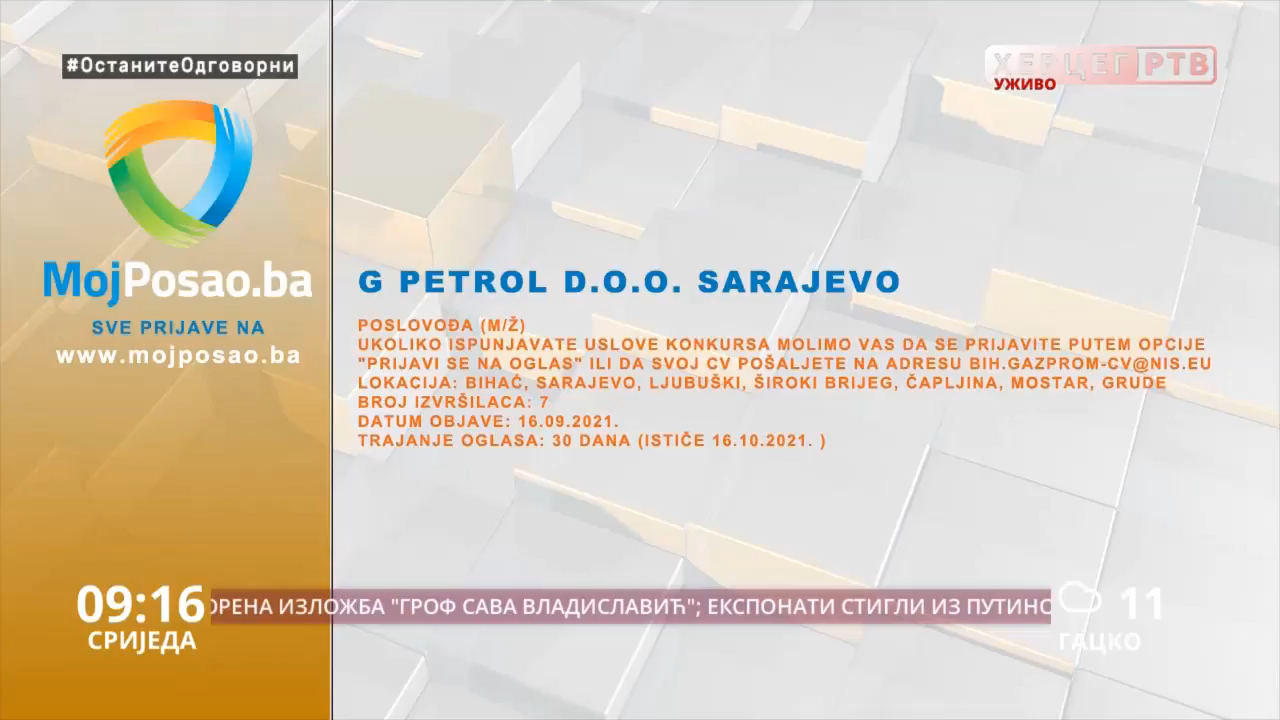 #ОстанитеОдговорни
ХЕРЦЕГ РТВ
УЖИВО
MojPosao.ba
SVE PRIJAVE NA
www.mojposao.ba
G PETROL D.O.O. SARAJEVO
POSLOVOĐA (M/Ž)
UKOLIKO ISPUNJAVATE USLOVE KONKURSA MOLIMO VAS DA SE PRIJAVITE PUTEM OPCIJE
"PRIJAVI SE NA OGLAS" ILI DA SVOJ CV POŠALJETE NA ADRESU BIH.GAZPROM-CV@NIS.EU
LOKACIJA: BIHAĆ, SARAJEVO, LJUBUŠKI, ŠIROKI BRIJEG, ČAPLJINA, MOSTAR, GRUDE
BROJ IZVRŠILACA: 7
DATUM OBJAVE: 16.09.2021.
TRAJANJE OGLASA: 30 DANA (ISTIČE 16.10.2021. )
09:16
СРИЈЕДА
ОРЕНА ИЗЛОЖБА "ГРОФ САВА ВЛАДИСЛАВИЋ"; ЕКСПОНАТИ СТИГЛИ ИЗ ПУТИНО
11
ГАЦКО